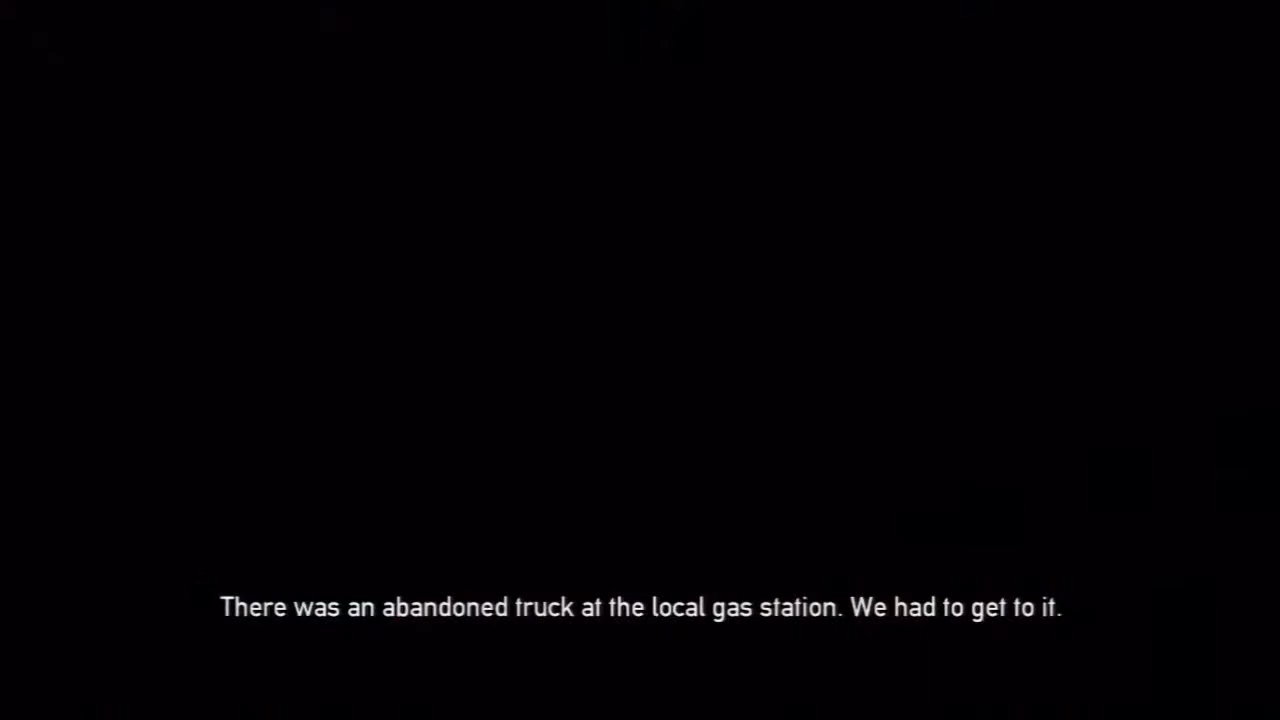 There was an abandoned truck at the local gas station. We had to get to it.